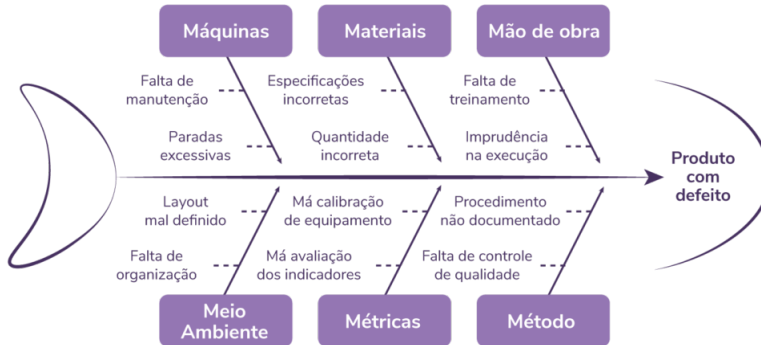 Máquinas
Materiais
Mão de obra
Falta de
manutenção
Especificações
incorretas
Falta de
treinamento
Paradas
excessivas
Quantidade
incorreta
Imprudência
na execução
Produto
com
defeito
Layout
mal definido
Má calibração
de equipamento
Procedimento
não documentado
Falta de
organização
Má avaliação
dos indicadores
Falta de controle
de qualidade
Meio
Ambiente
Métricas
Método